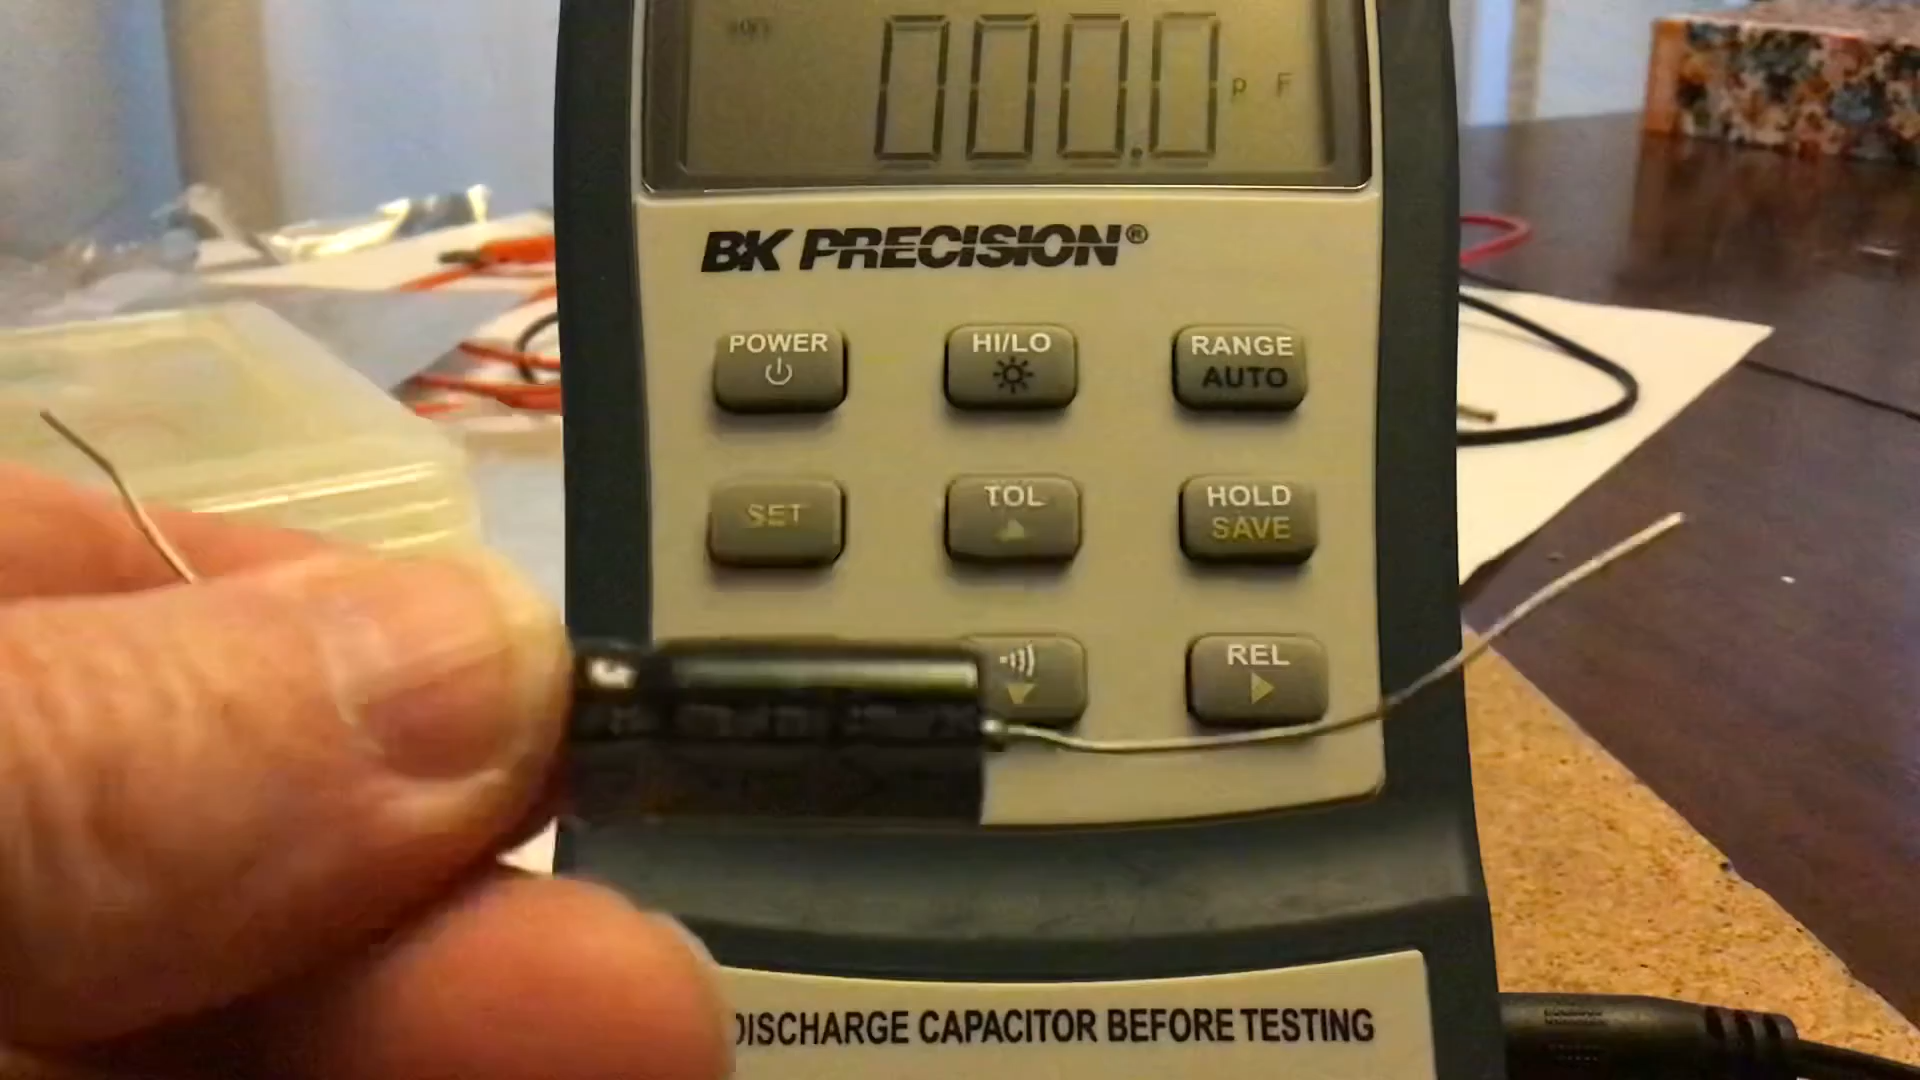 000.0 pF
BK PRECISION®
POWER
HI/LO
RANGE
AUTO
SET
TOL
HOLD
SAVE
REL
DISCHARGE CAPACITOR BEFORE TESTING